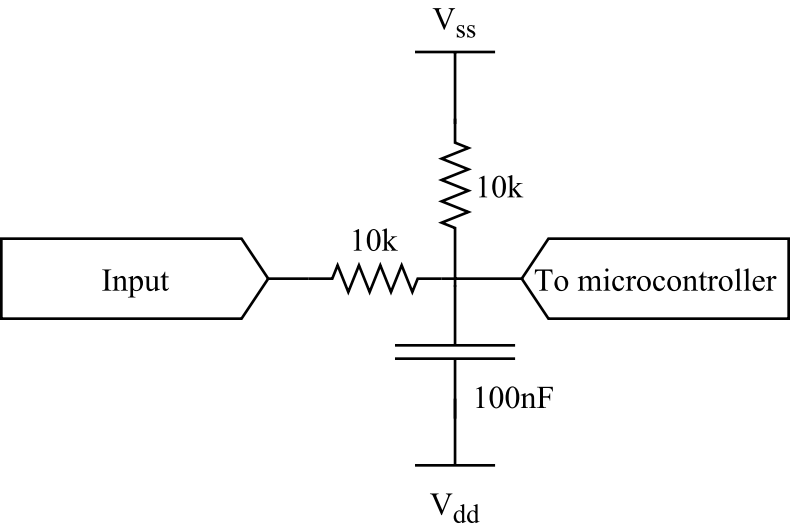 Vss
10k
10k
Input
To microcontroller
100nF
Vdd